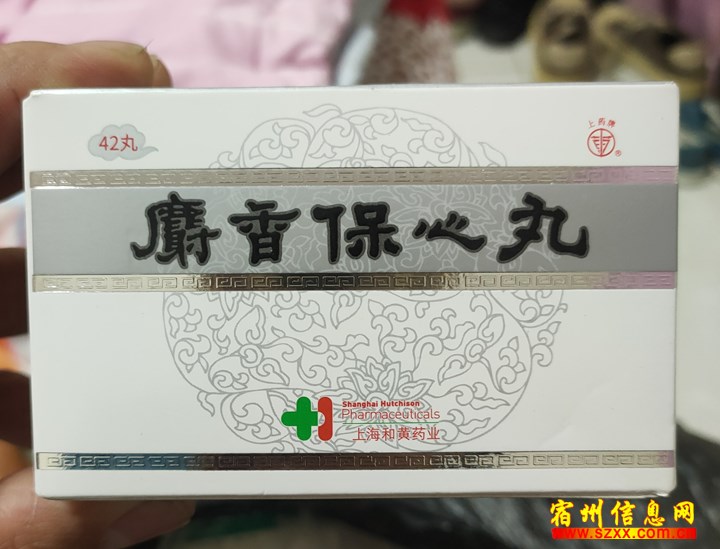 42丸
上药牌
®
麝香保心丸
Shanghai Hutchison
Pharmaceuticals
上海和黄药业
宿州信息网
www.szxx.com.cn